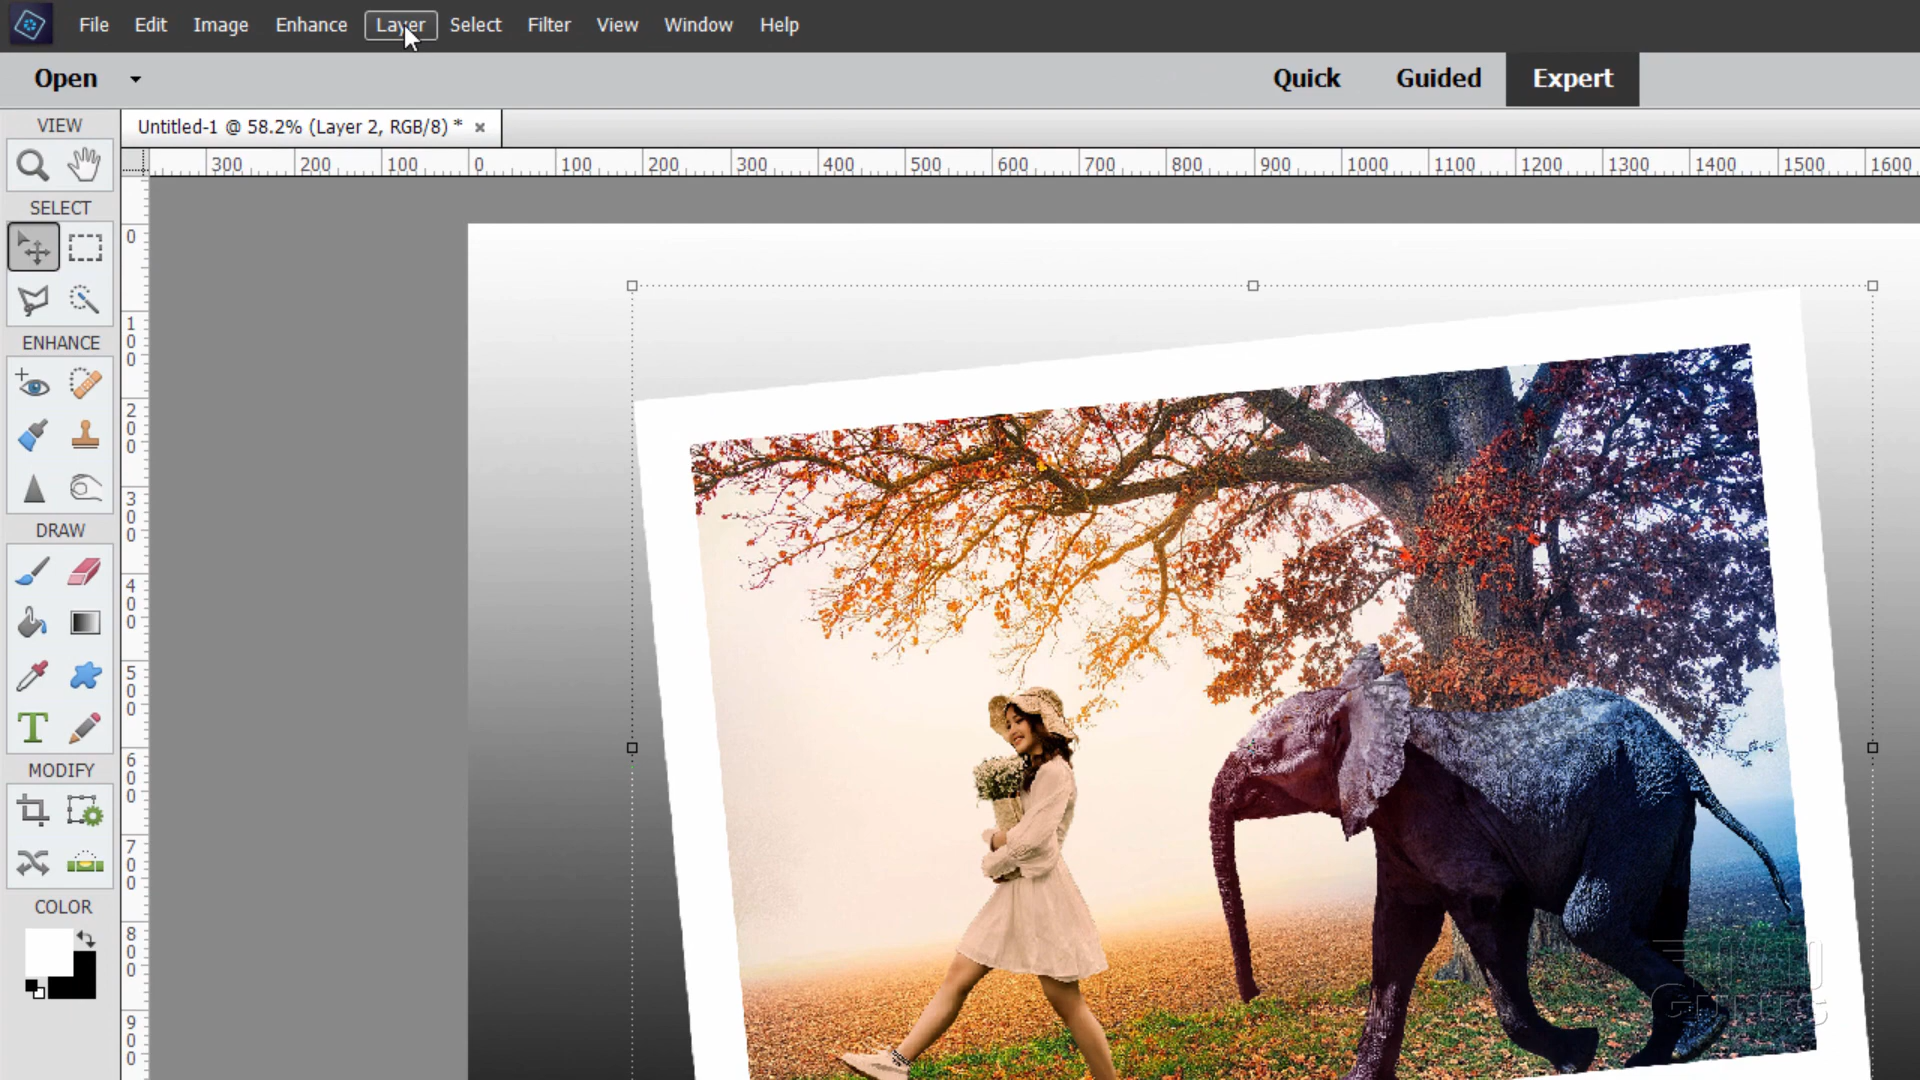 File Edit Image Enhance Layer Select Filter View Window Help
Open Quick Guided Expert
Untitled-1 @ 58.2% (Layer 2, RGB/8) * ×
300 200 100 0 100 200 300 400 500 600 700 800 900 1000 1100 1200 1300 1400 1500 1600
VIEW
SELECT
ENHANCE
DRAW
MODIFY
COLOR
0
100
200
300
400
500
600
700
800
900